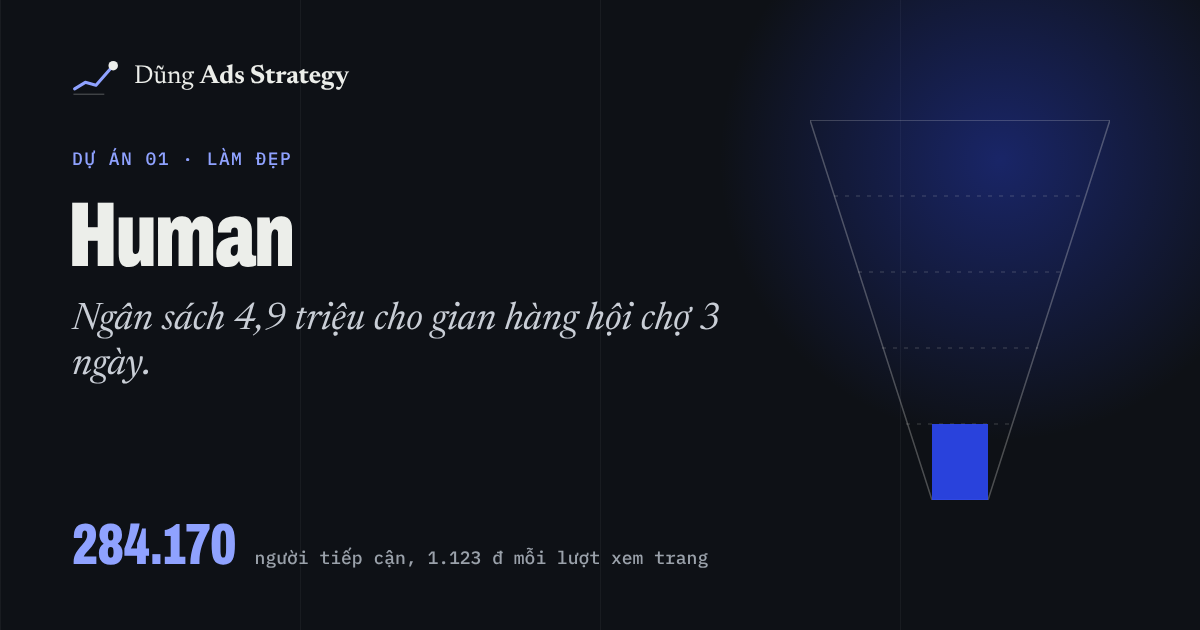 Dũng Ads Strategy
DỰ ÁN 01 · LÀM ĐẸP
Human
Ngân sách 4,9 triệu cho gian hàng hội chợ 3
ngày.
284.170 người tiếp cận, 1.123 đ mỗi lượt xem trang